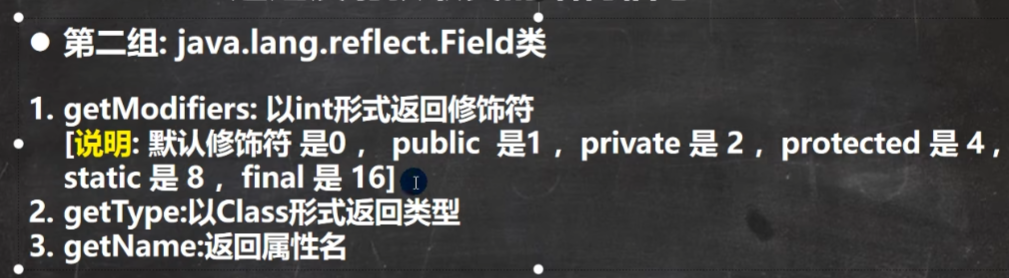 ● 第二组: java.lang.reflect.Field类
1. getModifiers: 以int形式返回修饰符
[说明: 默认修饰符 是0 ， public 是1 ，private 是 2 ，protected 是 4 ，
static 是 8 ，final 是 16]
2. getType:以Class形式返回类型
3. getName:返回属性名